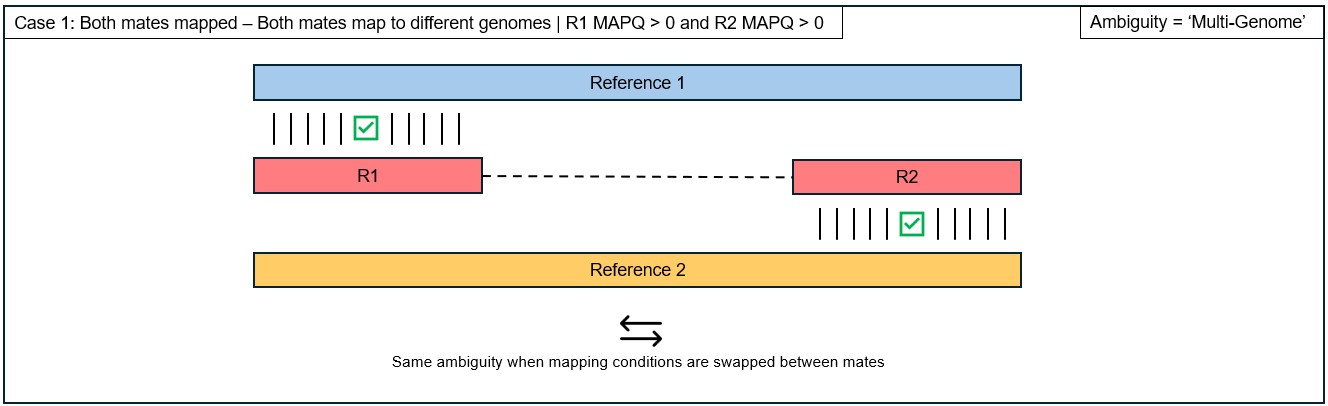 Case 1: Both mates mapped – Both mates map to different genomes | R1 MAPQ > 0 and R2 MAPQ > 0
Ambiguity = ‘Multi-Genome’
Reference 1
R1
R2
Reference 2
Same ambiguity when mapping conditions are swapped between mates